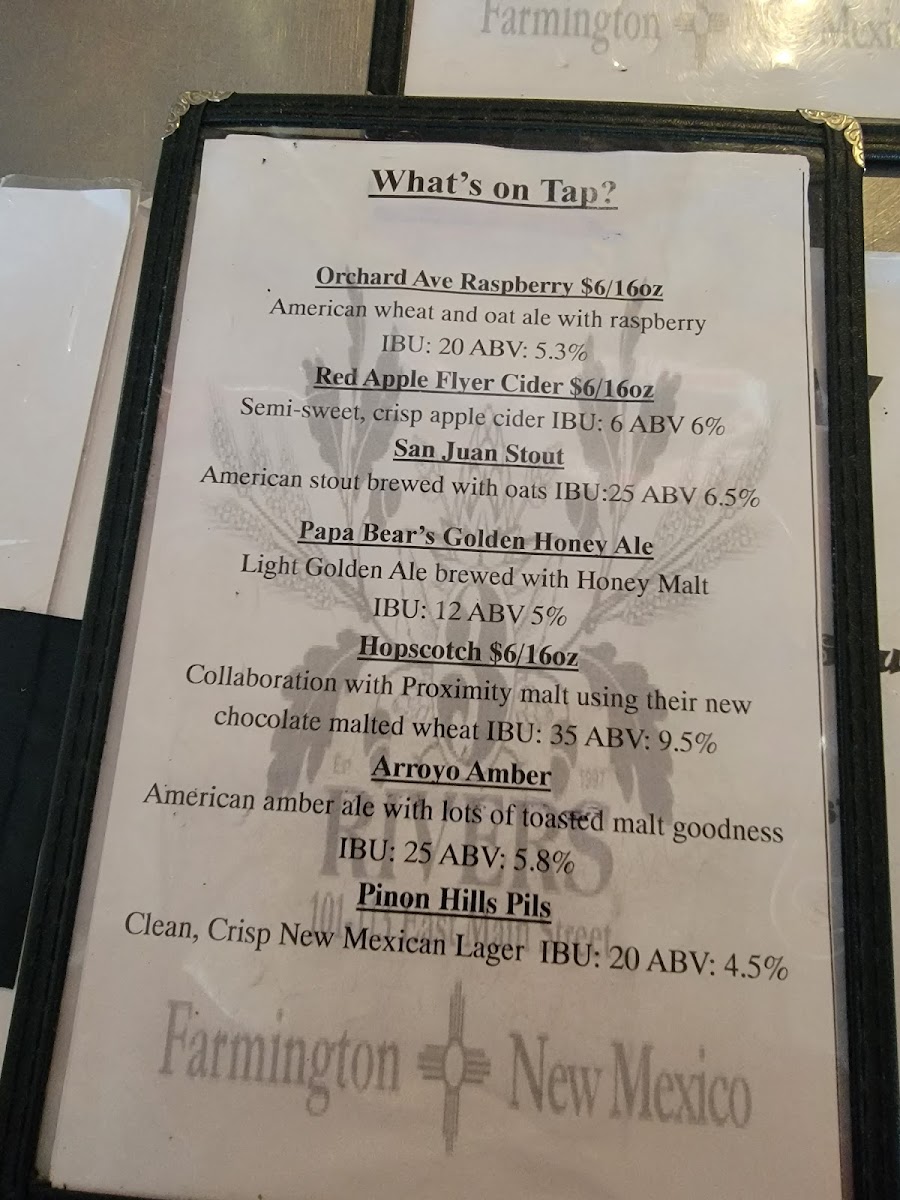 Farmington
What's on Tap?
Orchard Ave Raspberry $6/16oz
American wheat and oat ale with raspberry
IBU: 20 ABV: 5.3%
Red Apple Flyer Cider $6/16oz
Semi-sweet, crisp apple cider IBU: 6 ABV 6%
San Juan Stout
American stout brewed with oats IBU:25 ABV 6.5%
Papa Bear's Golden Honey Ale
Light Golden Ale brewed with Honey Malt
IBU: 12 ABV 5%
Hopscotch $6/16oz
Collaboration with Proximity malt using their new
chocolate malted wheat IBU: 35 ABV: 9.5%
Arroyo Amber
1997
American amber ale with lots of toasted malt goodness
RIVERS
IBU: 25 ABV: 5.8%
Pinon Hills Pils
East Main Street
Clean, Crisp New Mexican Lager IBU: 20 ABV: 4.5%
Farmington New Mexico